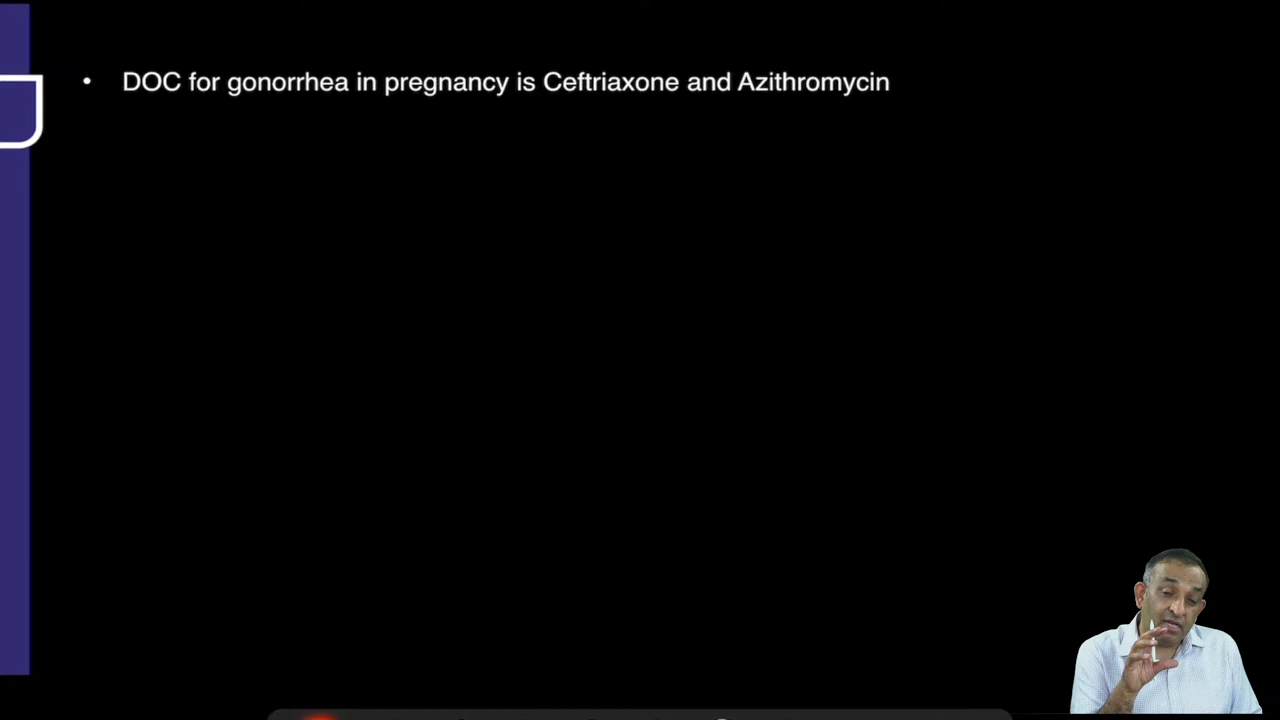 • DOC for gonorrhea in pregnancy is Ceftriaxone and Azithromycin